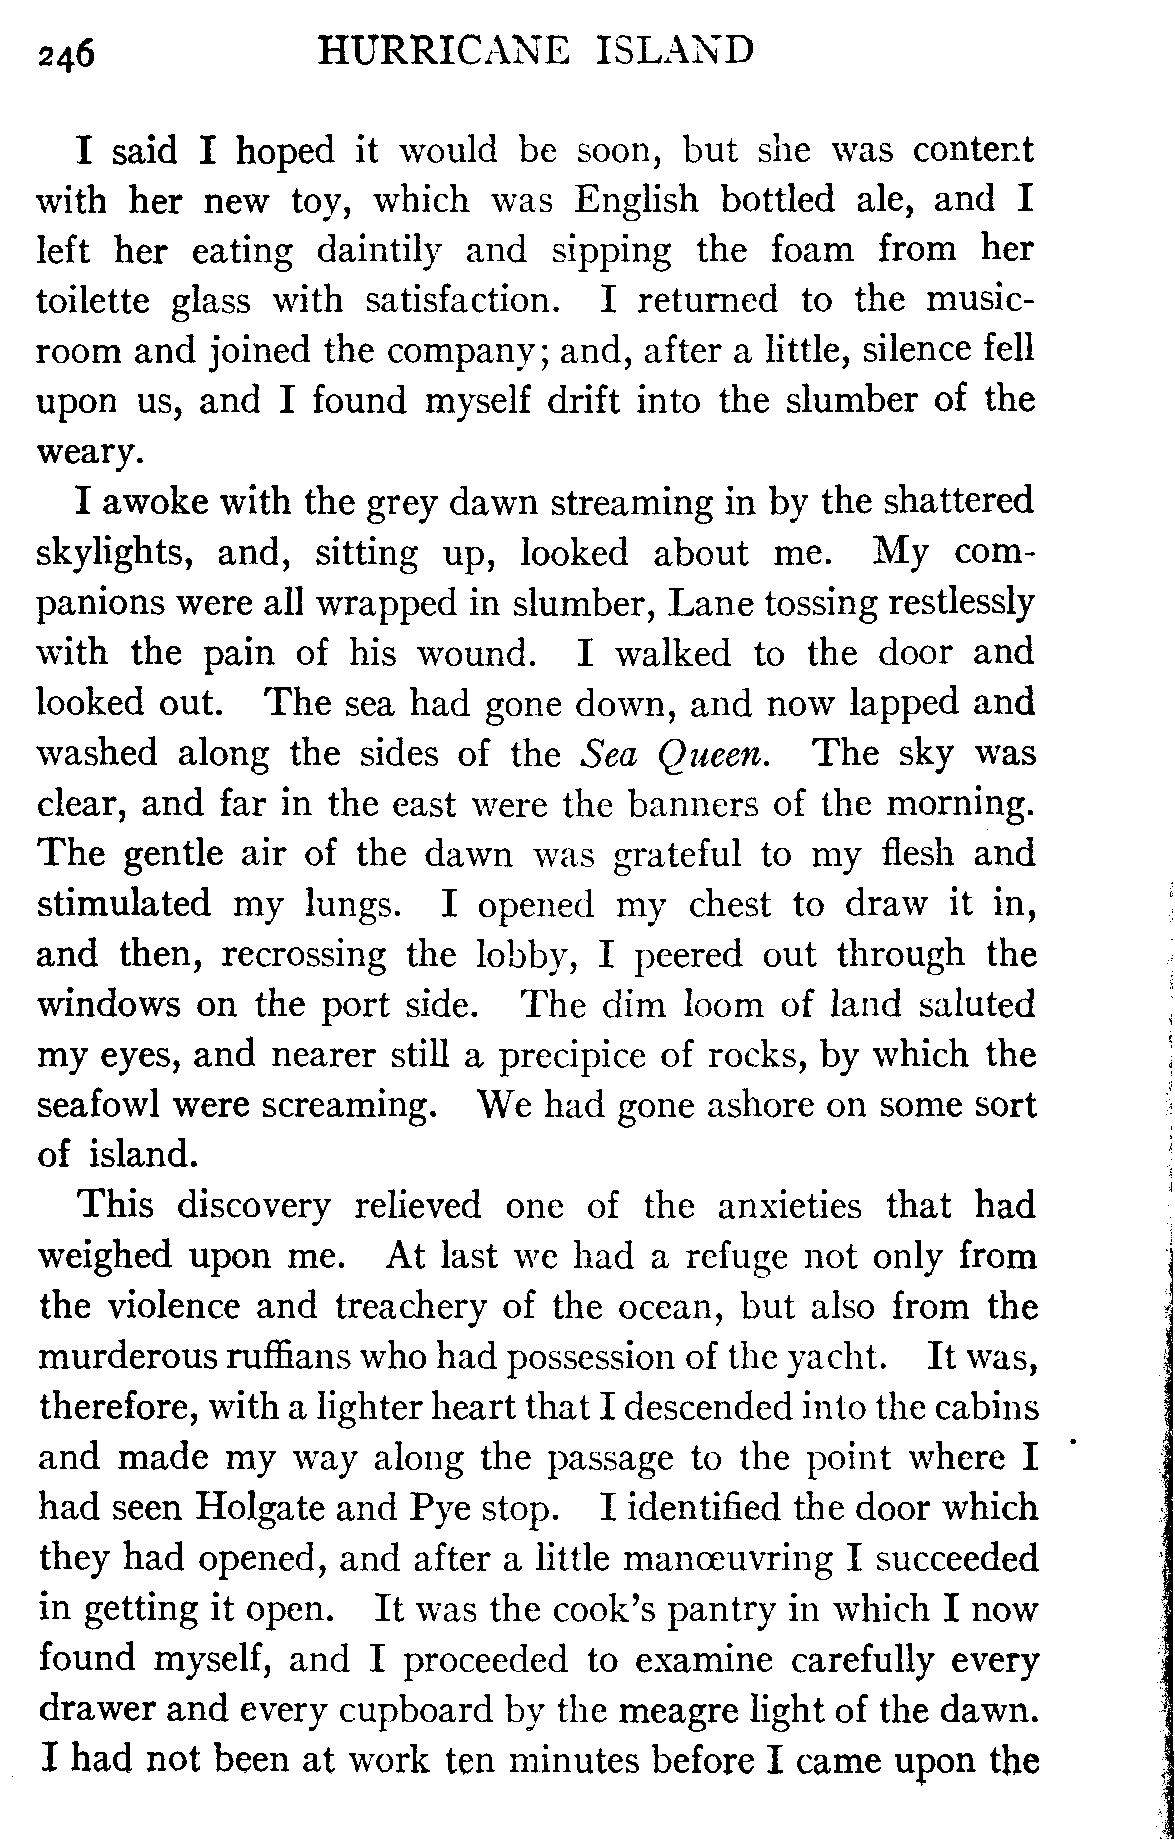 246 HURRICANE ISLAND
I said I hoped it would be soon, but she was content
with her new toy, which was English bottled ale, and I
left her eating daintily and sipping the foam from her
toilette glass with satisfaction. I returned to the music-
room and joined the company; and, after a little, silence fell
upon us, and I found myself drift into the slumber of the
weary.
I awoke with the grey dawn streaming in by the shattered
skylights, and, sitting up, looked about me. My com-
panions were all wrapped in slumber, Lane tossing restlessly
with the pain of his wound. I walked to the door and
looked out. The sea had gone down, and now lapped and
washed along the sides of the Sea Queen. The sky was
clear, and far in the east were the banners of the morning.
The gentle air of the dawn was grateful to my flesh and
stimulated my lungs. I opened my chest to draw it in,
and then, recrossing the lobby, I peered out through the
windows on the port side. The dim loom of land saluted
my eyes, and nearer still a precipice of rocks, by which the
seafowl were screaming. We had gone ashore on some sort
of island.
This discovery relieved one of the anxieties that had
weighed upon me. At last we had a refuge not only from
the violence and treachery of the ocean, but also from the
murderous ruffians who had possession of the yacht. It was,
therefore, with a lighter heart that I descended into the cabins
and made my way along the passage to the point where I
had seen Holgate and Pye stop. I identified the door which
they had opened, and after a little manœuvring I succeeded
in getting it open. It was the cook's pantry in which I now
found myself, and I proceeded to examine carefully every
drawer and every cupboard by the meagre light of the dawn.
I had not been at work ten minutes before I came upon the